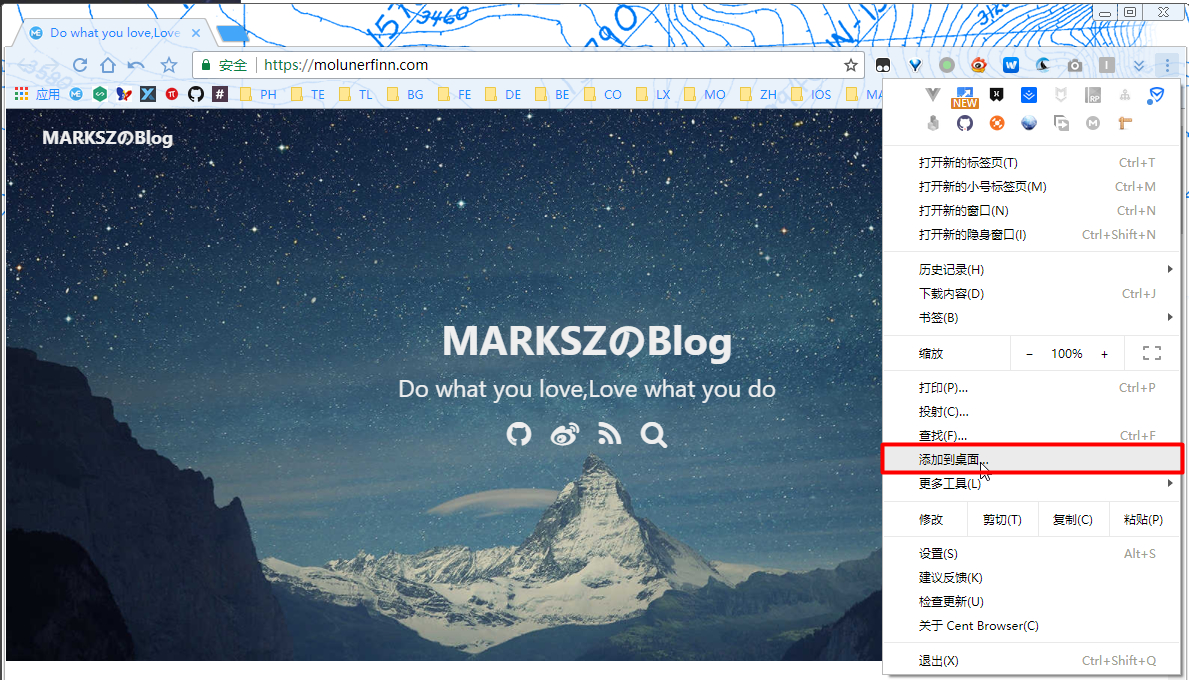 3460
Do what you love,Love
安全
https://molunerfinn.com
应用
PH
TE
TL
BG
FE
DE
BE
CO
LX
MO
ZH
IOS
MA
NEW
RP
MARKSZのBlog
MARKSZのBlog
Do what you love,Love what you do
打开新的标签页(T) Ctrl+T
打开新的小号标签页(M) Ctrl+M
打开新的窗口(N) Ctrl+N
打开新的隐身窗口(I) Ctrl+Shift+N
历史记录(H)
下载内容(D) Ctrl+J
书签(B)
缩放 − 100% +
打印(P)... Ctrl+P
投射(C)...
查找(F)... Ctrl+F
添加到桌面...
更多工具(L)
修改 剪切(T) 复制(C) 粘贴(P)
设置(S) Alt+S
建议反馈(K)
检查更新(U)
关于 Cent Browser(C)
退出(X) Ctrl+Shift+Q